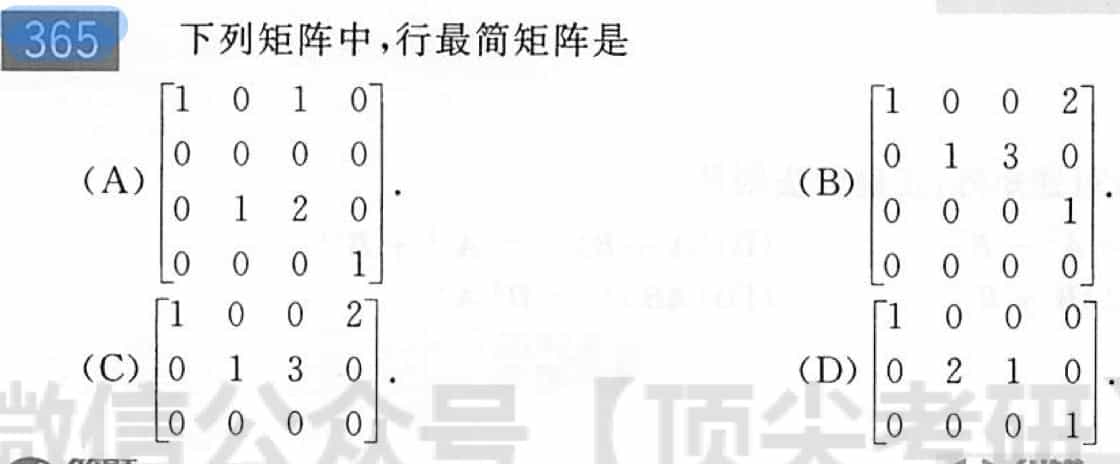 365 下列矩阵中,行最简矩阵是
(A) [1 0 1 0
0 0 0 0
0 1 2 0
0 0 0 1].
(B) [1 0 0 2
0 1 3 0
0 0 0 1
0 0 0 0].
(C) [1 0 0 2
0 1 3 0
0 0 0 0].
(D) [1 0 0 0
0 2 1 0
0 0 0 1].
微信公众号【顶尖考研